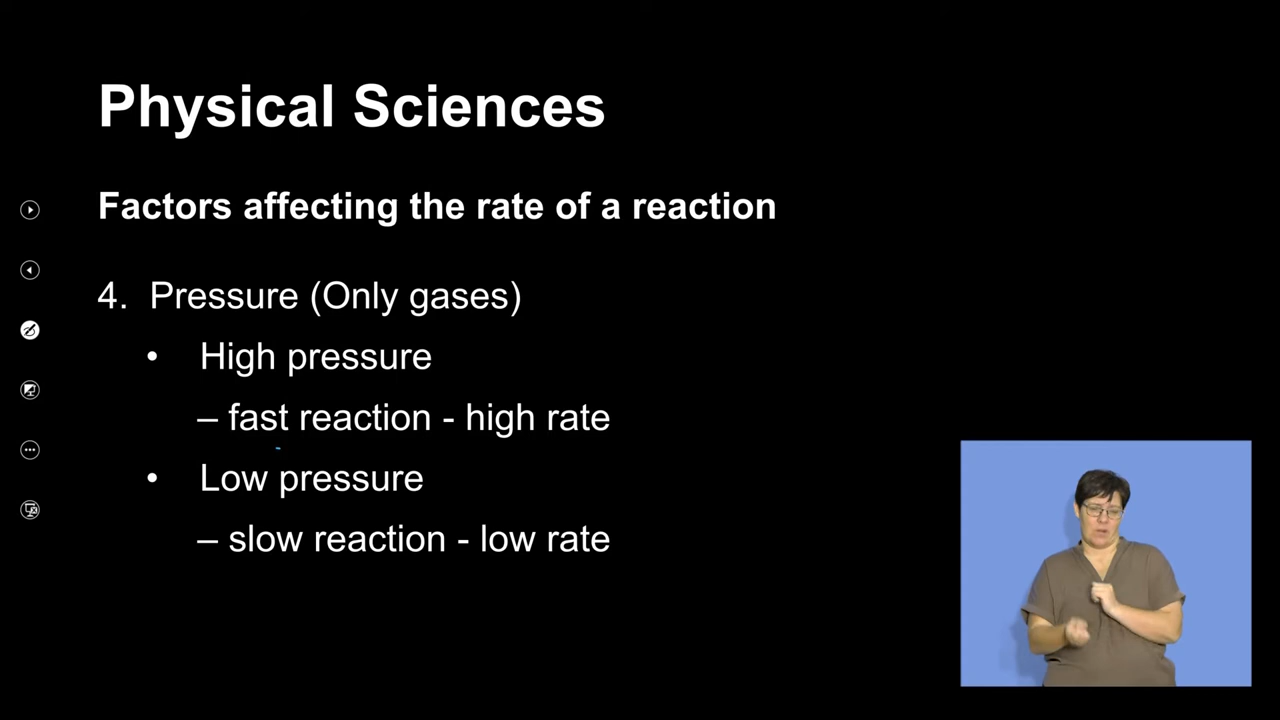 Physical Sciences
Factors affecting the rate of a reaction
4. Pressure (Only gases)
• High pressure
– fast reaction - high rate
• Low pressure
– slow reaction - low rate